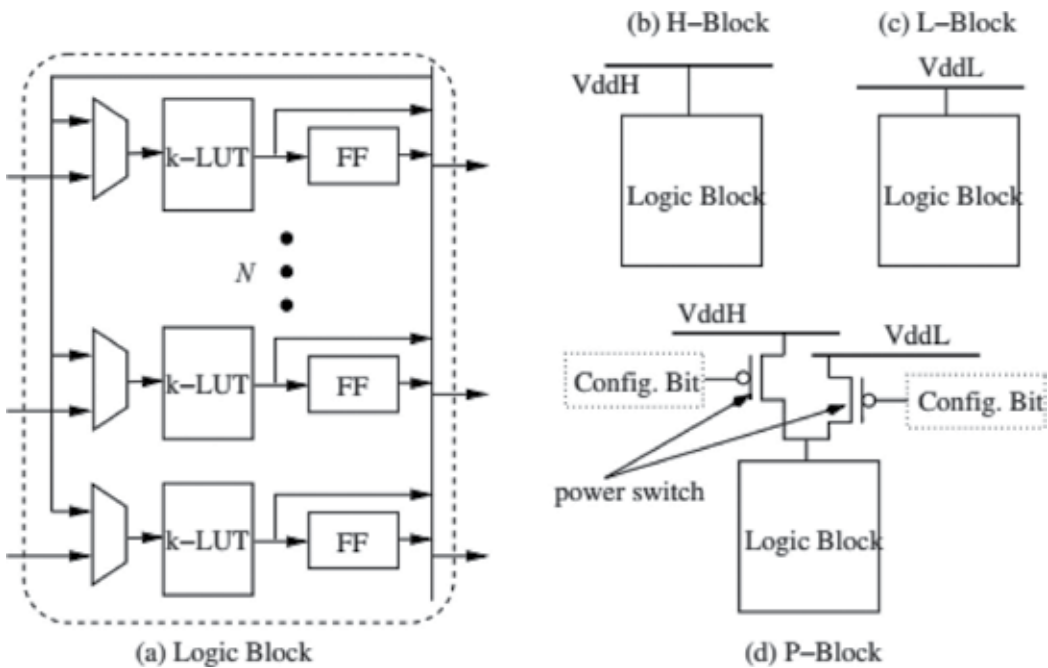 k−LUT
FF
N
k−LUT
FF
k−LUT
FF
(a) Logic Block
(b) H−Block
VddH
Logic Block
(c) L−Block
VddL
Logic Block
VddH
VddL
Config. Bit
Config. Bit
power switch
Logic Block
(d) P−Block